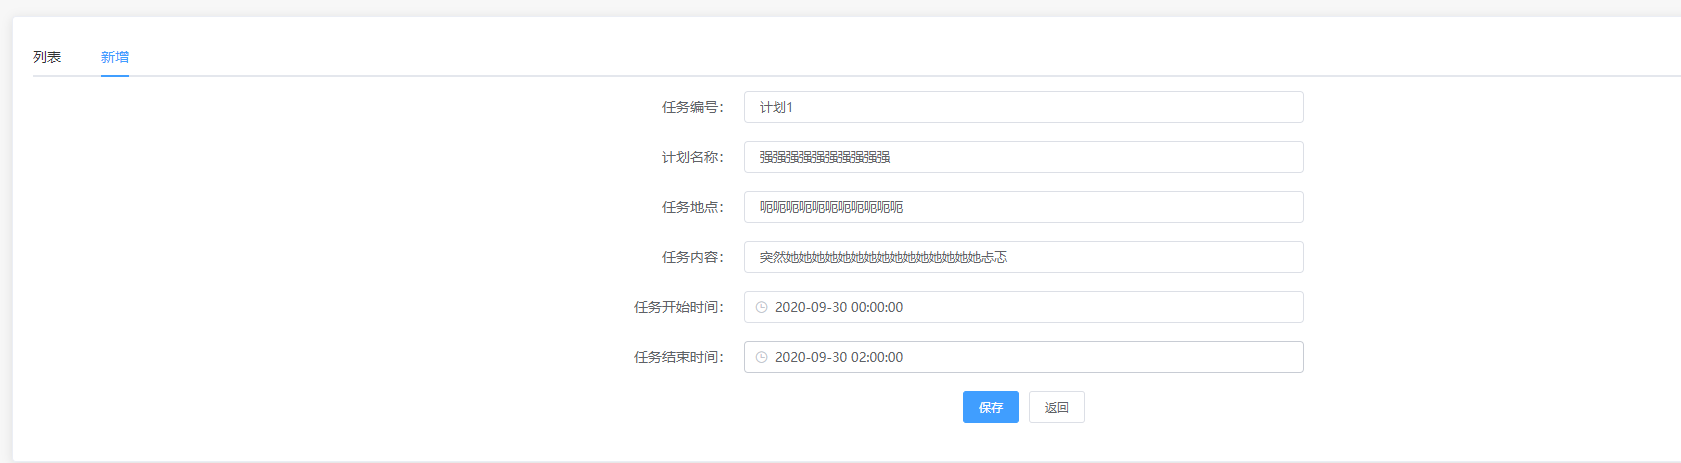 列表 新增
任务编号： 计划1
计划名称： 强强强强强强强强强强
任务地点： 呃呃呃呃呃呃呃呃呃呃呃
任务内容： 突然她她她她她她她她她她她她她她她忐忑
任务开始时间： 2020-09-30 00:00:00
任务结束时间： 2020-09-30 02:00:00
保存 返回